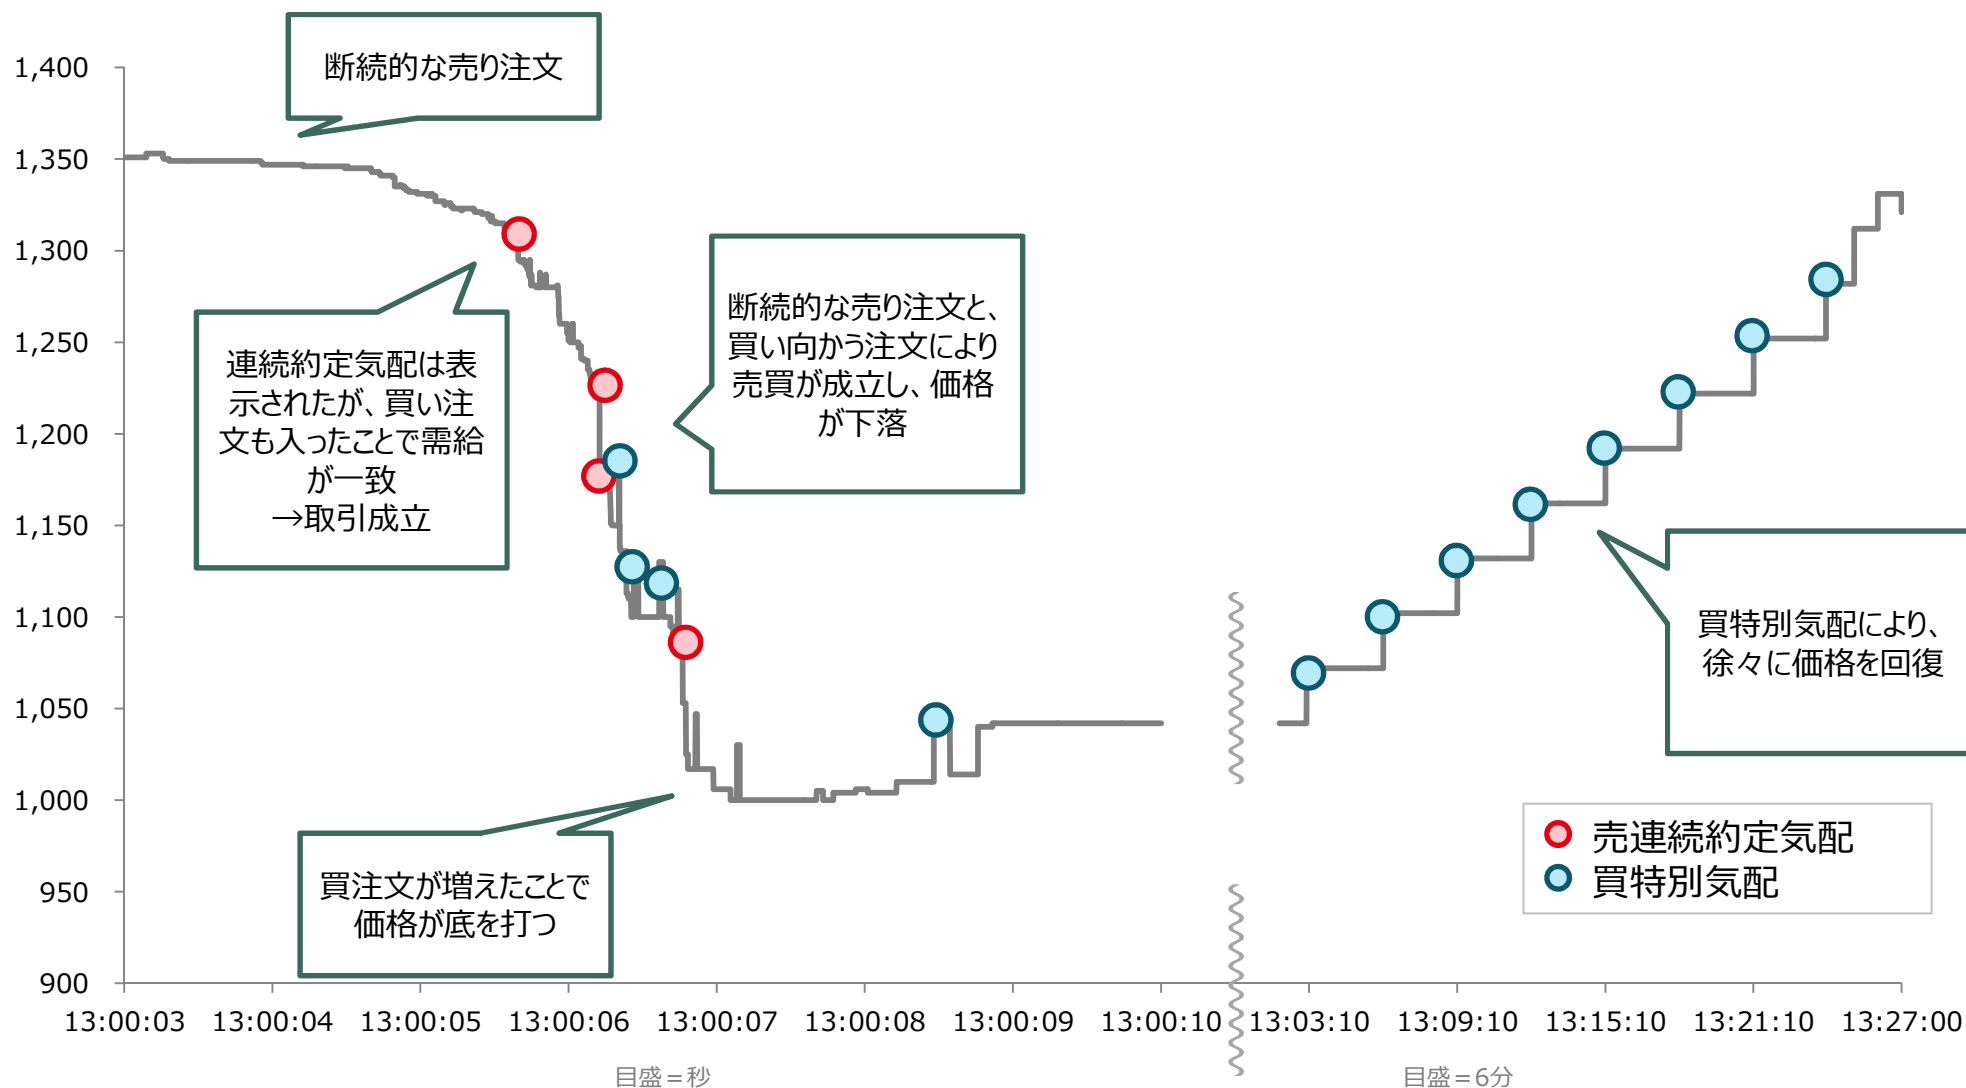 断続的な売り注文
1,400
1,350
1,300
1,250
1,200
1,150
1,100
1,050
1,000
950
900
連続約定気配は表
示されたが、買い注
文も入ったことで需給
が一致
→取引成立
断続的な売り注文と、
買い向かう注文により
売買が成立し、価格
が下落
買特別気配により、
徐々に価格を回復
買注文が増えたことで
価格が底を打つ
売連続約定気配
買特別気配
13:00:03 13:00:04 13:00:05 13:00:06 13:00:07 13:00:08 13:00:09 13:00:10 13:03:10 13:09:10 13:15:10 13:21:10 13:27:00
目盛=秒 目盛=6分